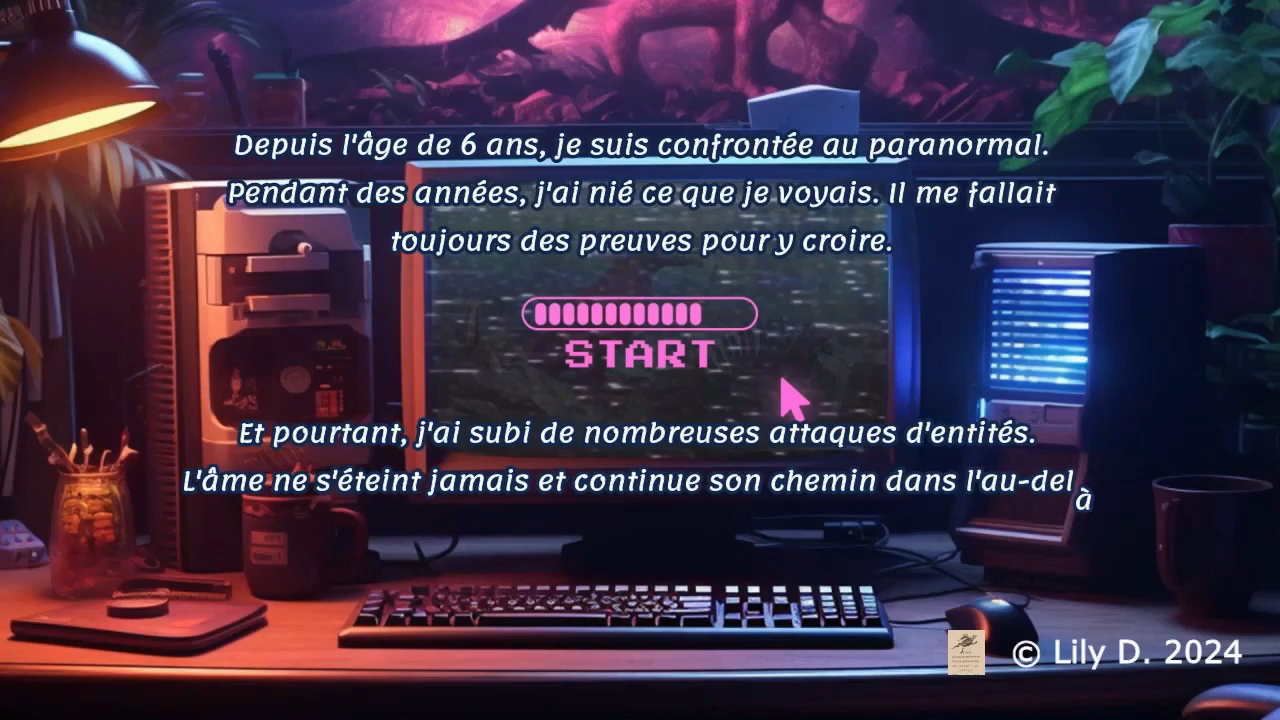 Depuis l'âge de 6 ans, je suis confrontée au paranormal.
Pendant des années, j'ai nié ce que je voyais. Il me fallait
toujours des preuves pour y croire.
START
Et pourtant, j'ai subi de nombreuses attaques d'entités.
L'âme ne s'éteint jamais et continue son chemin dans l'au-delà
© Lily D. 2024